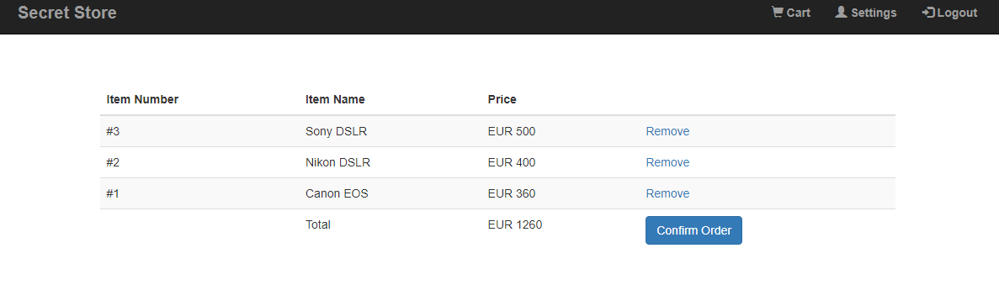 Secret Store Cart Settings Logout
Item Number Item Name Price
#3 Sony DSLR EUR 500 Remove
#2 Nikon DSLR EUR 400 Remove
#1 Canon EOS EUR 360 Remove
Total EUR 1260 Confirm Order